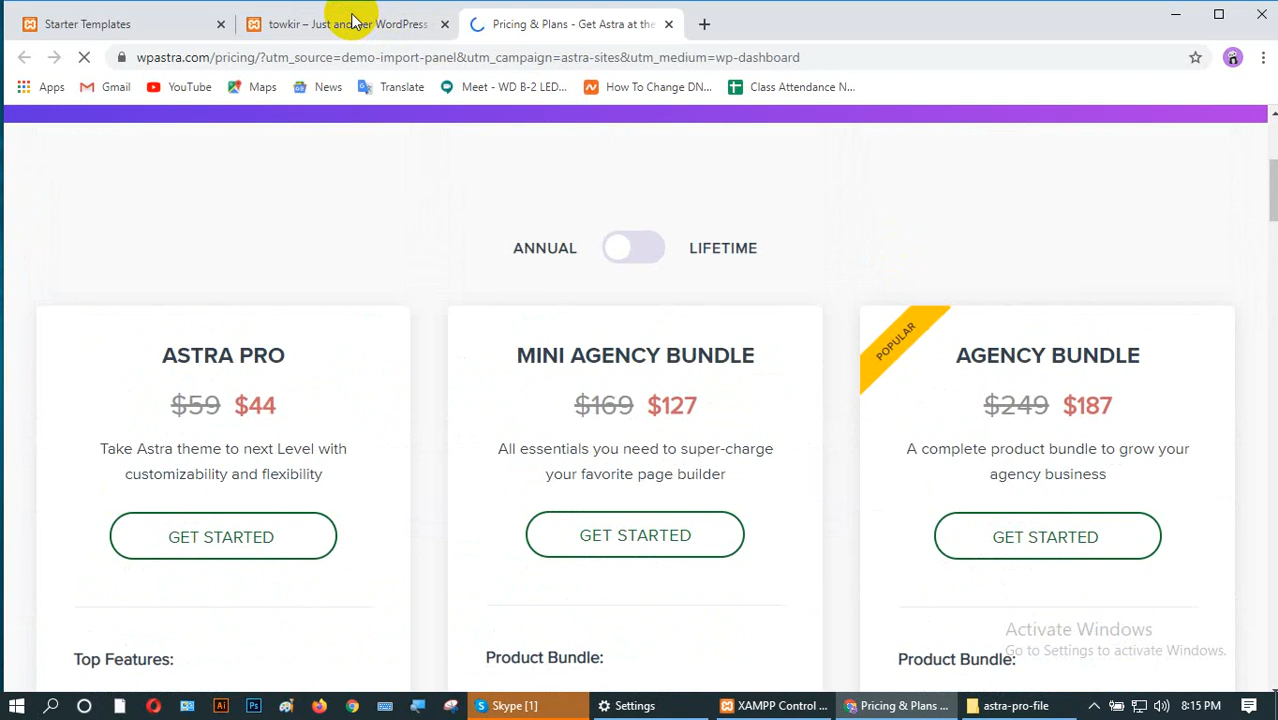 Starter Templates
towkir – Just another WordPress
Pricing & Plans - Get Astra at the
wpastra.com/pricing/?utm_source=demo-import-panel&utm_campaign=astra-sites&utm_medium=wp-dashboard
Apps Gmail YouTube Maps News Translate Meet - WD B-2 LED... How To Change DN... Class Attendance N...
ANNUAL LIFETIME
ASTRA PRO
$59 $44
Take Astra theme to next Level with
customizability and flexibility
GET STARTED
Top Features:
MINI AGENCY BUNDLE
$169 $127
All essentials you need to super-charge
your favorite page builder
GET STARTED
Product Bundle:
POPULAR
AGENCY BUNDLE
$249 $187
A complete product bundle to grow your
agency business
GET STARTED
Product Bundle:
Activate Windows
Go to Settings to activate Windows.
Skype [1] Settings XAMPP Control ... Pricing & Plans ... astra-pro-file 8:15 PM